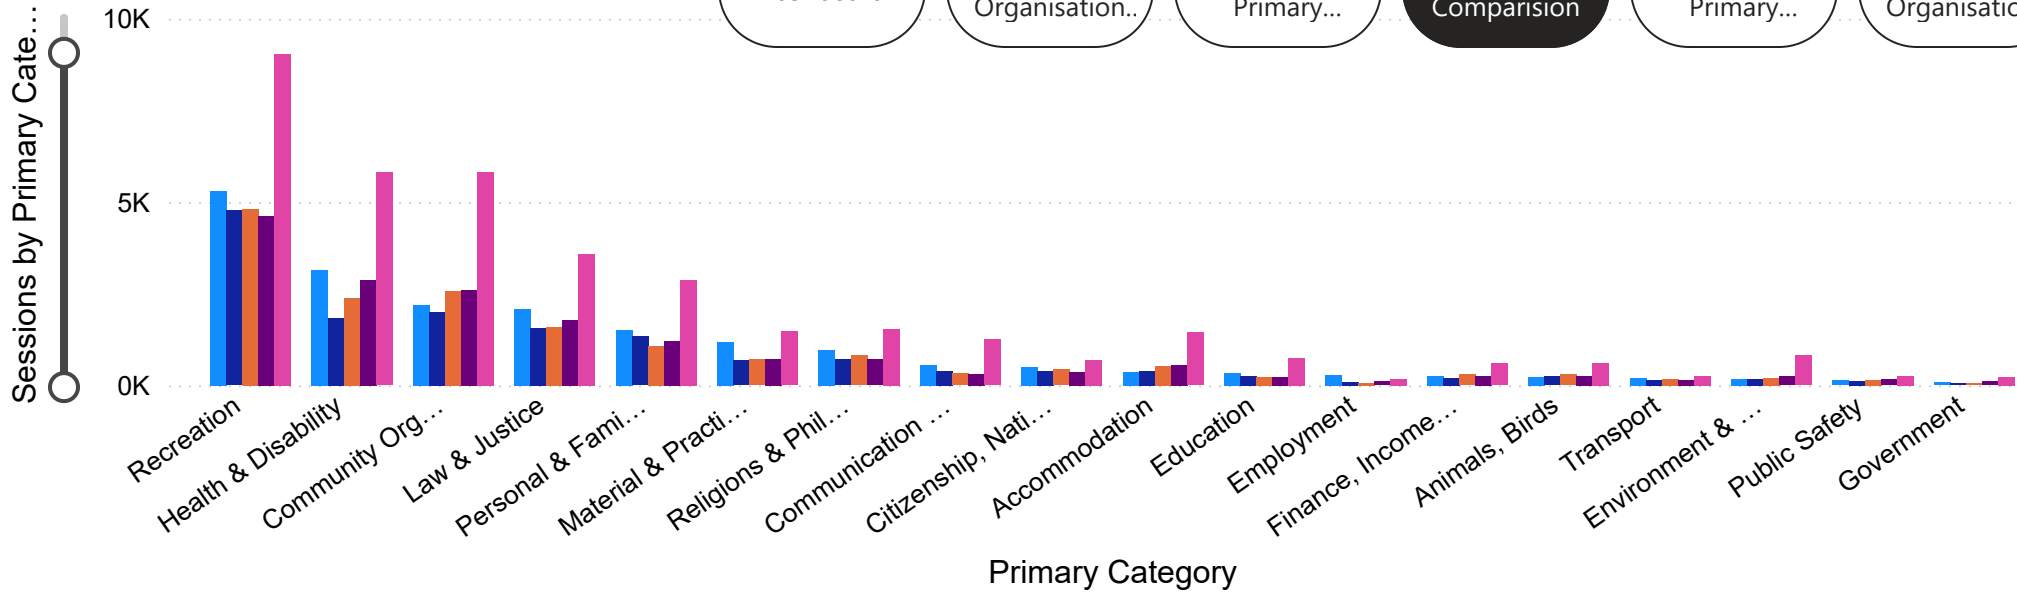 Organisation..
Primary...
Comparision
Primary...
Sessions by Primary Cate...
10K
5K
0K
Recreation
Health & Disability
Community Org...
Law & Justice
Personal & Fami...
Material & Practi...
Religions & Phil...
Communication ...
Citizenship, Nati...
Accommodation
Education
Employment
Finance, Income...
Animals, Birds
Transport
Environment & ...
Public Safety
Government
Primary Category